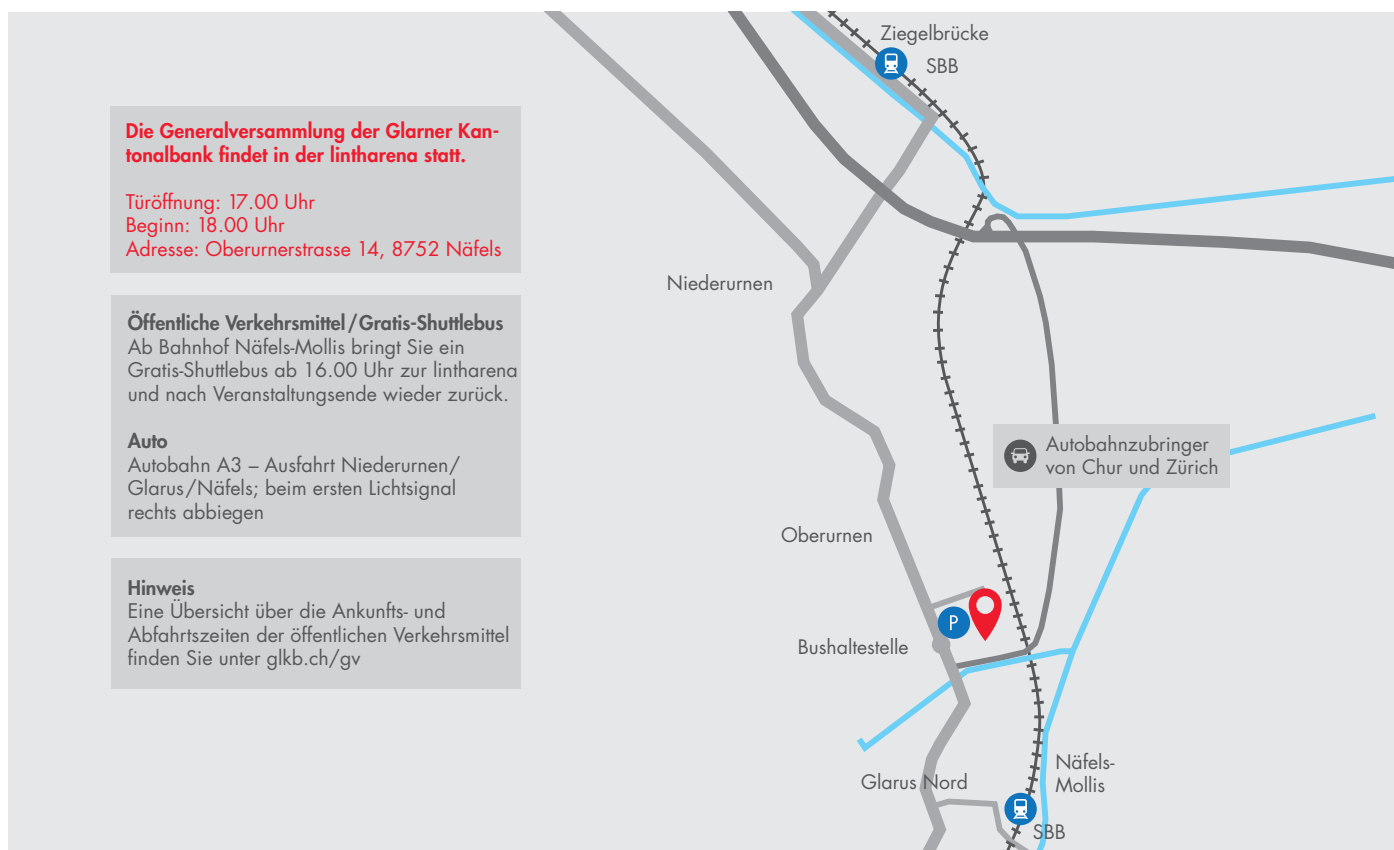 Die Generalversammlung der Glarner Kan-
tonalbank findet in der lintharena statt.
Türöffnung: 17.00 Uhr
Beginn: 18.00 Uhr
Adresse: Oberurnerstrasse 14, 8752 Näfels
Öffentliche Verkehrsmittel/Gratis-Shuttlebus
Ab Bahnhof Näfels-Mollis bringt Sie ein
Gratis-Shuttlebus ab 16.00 Uhr zur lintharena
und nach Veranstaltungsende wieder zurück.
Auto
Autobahn A3 – Ausfahrt Niederurnen/
Glarus/Näfels; beim ersten Lichtsignal
rechts abbiegen
Hinweis
Eine Übersicht über die Ankunfts- und
Abfahrtszeiten der öffentlichen Verkehrsmittel
finden Sie unter glkb.ch/gv
Ziegelbrücke
SBB
Niederurnen
Autobahnzubringer
von Chur und Zürich
Oberurnen
P
Bushaltestelle
Glarus Nord
Näfels-
Mollis
SBB